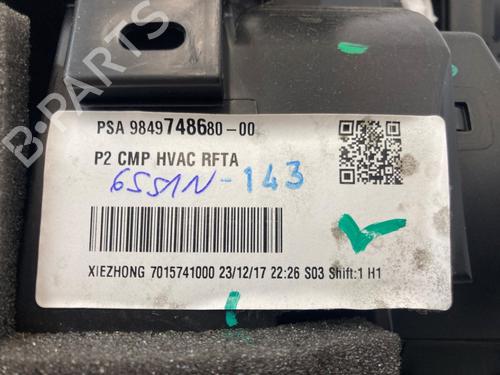 PSA 9849748680-00
P2 CMP HVAC RFTA
6551N-143
XIEZHONG 7015741000 23/12/17 22:26 S03 Shift:1 H1
B-PARTS